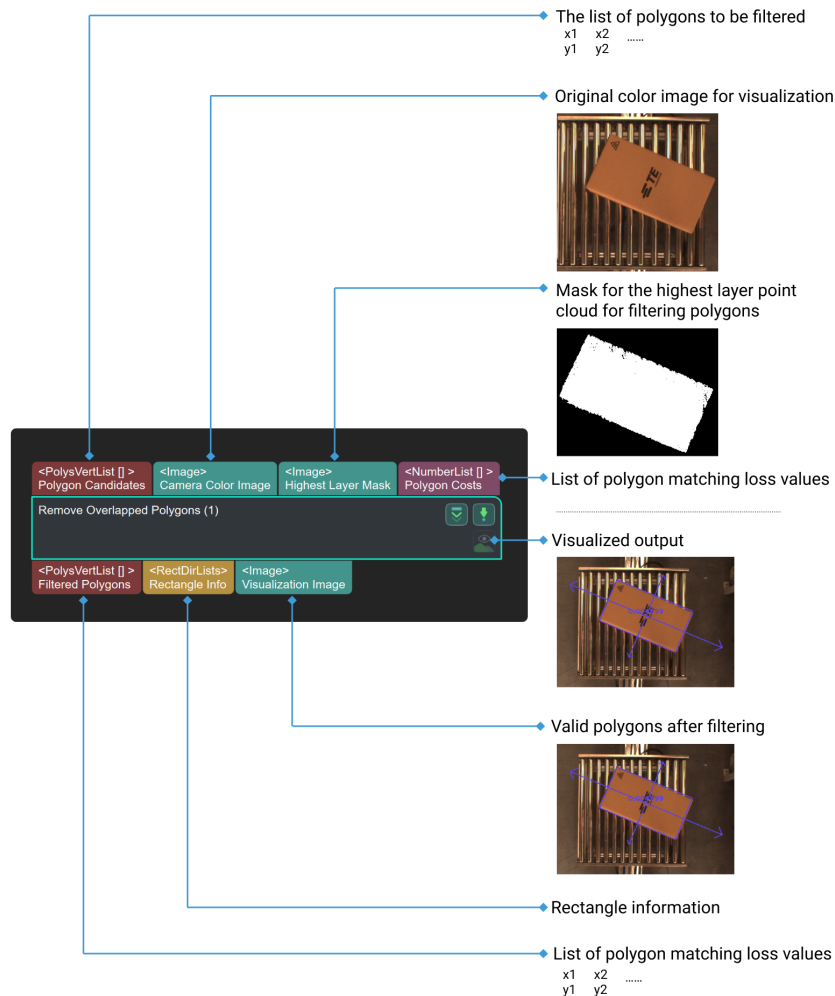 The list of polygons to be filtered
x1 x2 ......
y1 y2
Original color image for visualization
TE
Mask for the highest layer point
cloud for filtering polygons
<PolysVertList [] > <Image> <Image> <NumberList [] >
Polygon Candidates Camera Color Image Highest Layer Mask Polygon Costs
List of polygon matching loss values
Remove Overlapped Polygons (1)
Visualized output
<PolysVertList [] > <RectDirLists> <Image>
Filtered Polygons Rectangle Info Visualization Image
Valid polygons after filtering
Rectangle information
List of polygon matching loss values
x1 x2 ......
y1 y2